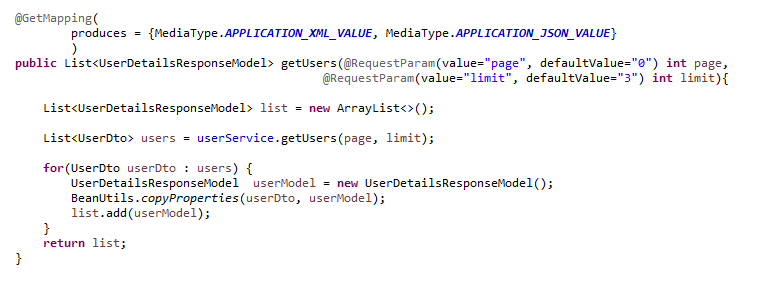 @GetMapping(
produces = {MediaType.APPLICATION_XML_VALUE, MediaType.APPLICATION_JSON_VALUE}
)
public List<UserDetailsResponseModel> getUsers(@RequestParam(value="page", defaultValue="0") int page,
@RequestParam(value="limit", defaultValue="3") int limit){
List<UserDetailsResponseModel> list = new ArrayList<>();
List<UserDto> users = userService.getUsers(page, limit);
for(UserDto userDto : users) {
UserDetailsResponseModel  userModel = new UserDetailsResponseModel();
BeanUtils.copyProperties(userDto, userModel);
list.add(userModel);
}
return list;
}